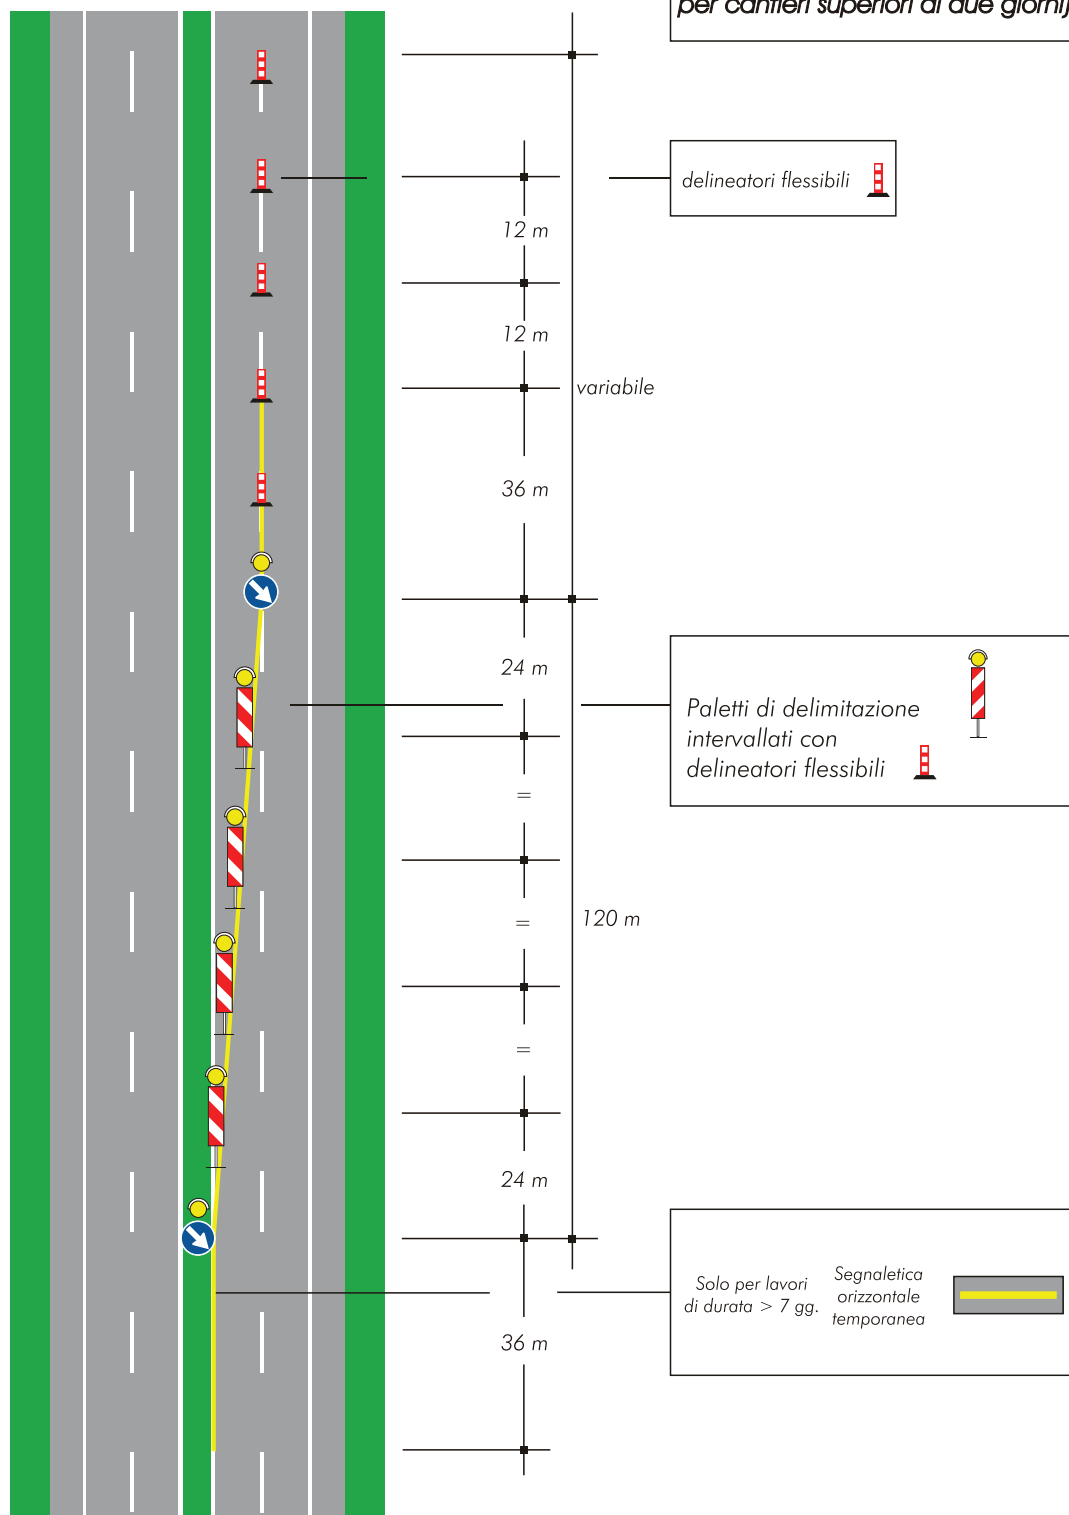 per cantieri superiori ai due giorni)
delineatori flessibili
12 m
12 m
variabile
36 m
24 m
Paletti di delimitazione
intervallati con
delineatori flessibili
=
=
120 m
=
24 m
Solo per lavori
di durata > 7 gg.
Segnaletica
orizzontale
temporanea
36 m